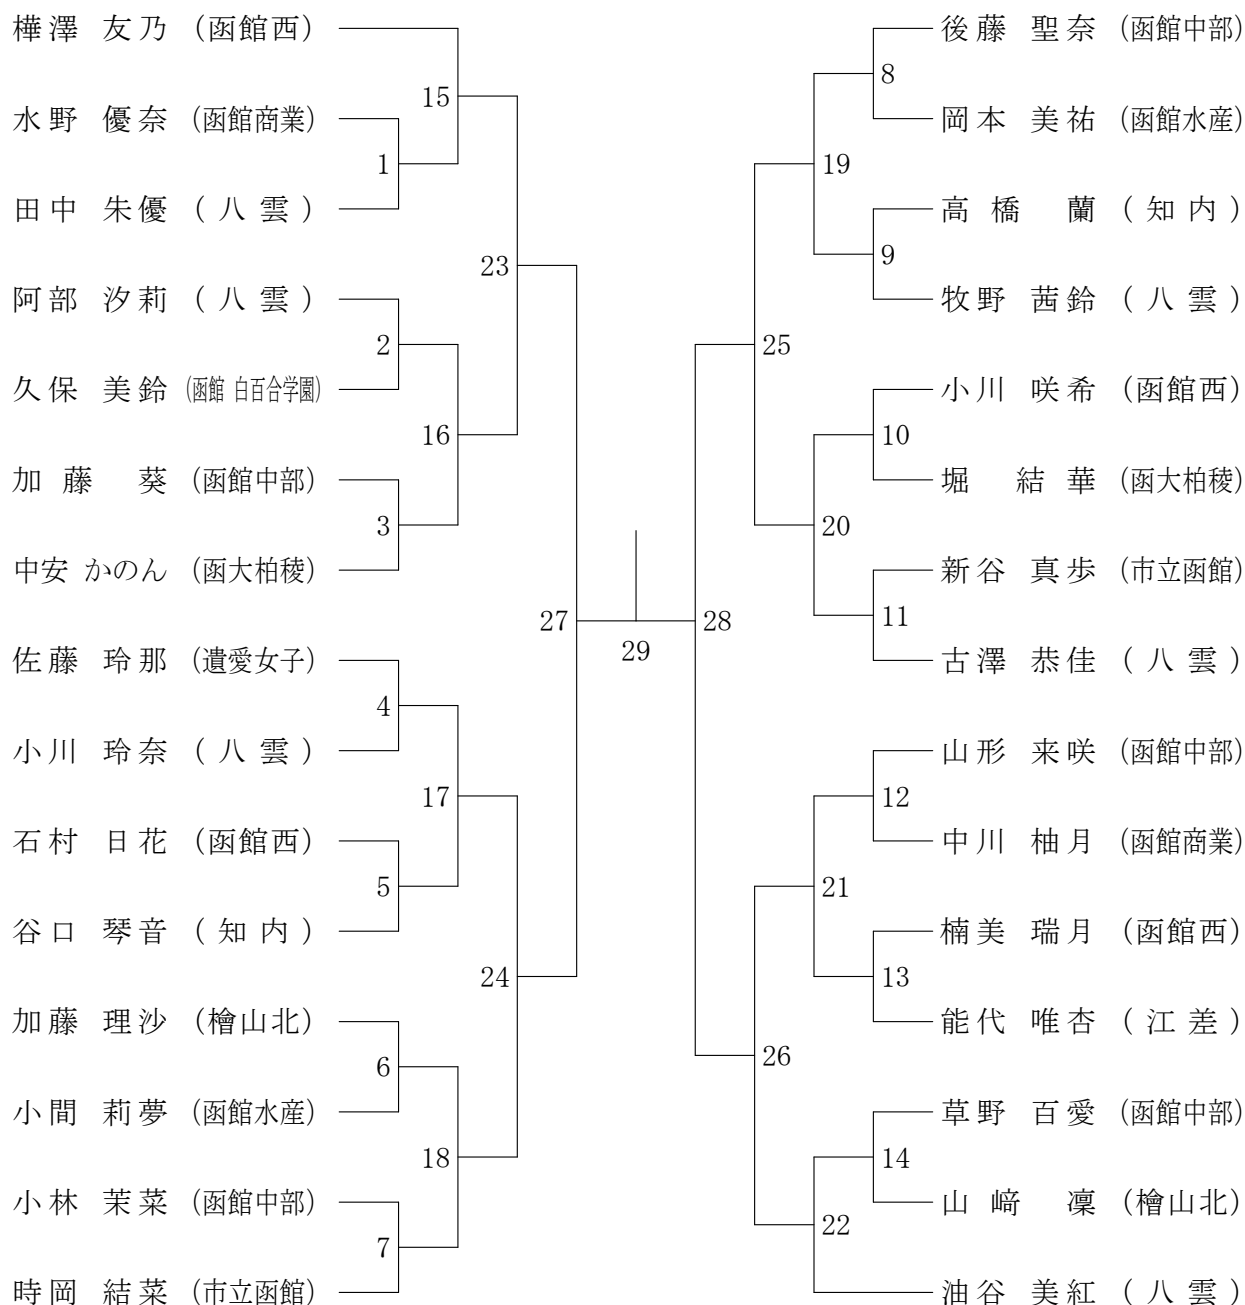 樺澤 友乃 (函館西)
水野 優奈 (函館商業)
田中 朱優 (八雲)
阿部 汐莉 (八雲)
久保 美鈴 (函館 白百合学園)
加藤 葵 (函館中部)
中安 かのん (函大柏稜)
佐藤 玲那 (遺愛女子)
小川 玲奈 (八雲)
石村 日花 (函館西)
谷口 琴音 (知内)
加藤 理沙 (檜山北)
小間 莉夢 (函館水産)
小林 茉菜 (函館中部)
時岡 結菜 (市立函館)
1
2
3
4
5
6
7
15
16
17
18
23
24
27
29
28
25
26
19
20
21
22
8
9
10
11
12
13
14
後藤 聖奈 (函館中部)
岡本 美祐 (函館水産)
高橋 蘭 (知内)
牧野 茜鈴 (八雲)
小川 咲希 (函館西)
堀 結華 (函大柏稜)
新谷 真歩 (市立函館)
古澤 恭佳 (八雲)
山形 来咲 (函館中部)
中川 柚月 (函館商業)
楠美 瑞月 (函館西)
能代 唯杏 (江差)
草野 百愛 (函館中部)
山﨑 凜 (檜山北)
油谷 美紅 (八雲)